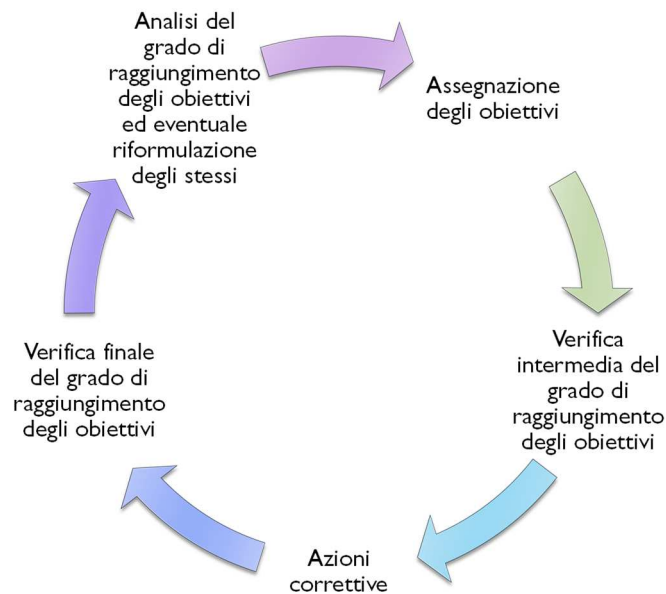 Analisi del
grado di
raggiungimento
degli obiettivi
ed eventuale
riformulazione
degli stessi
Assegnazione
degli obiettivi
Verifica
intermedia del
grado di
raggiungimento
degli obiettivi
Azioni
correttive
Verifica finale
del grado di
raggiungimento
degli obiettivi